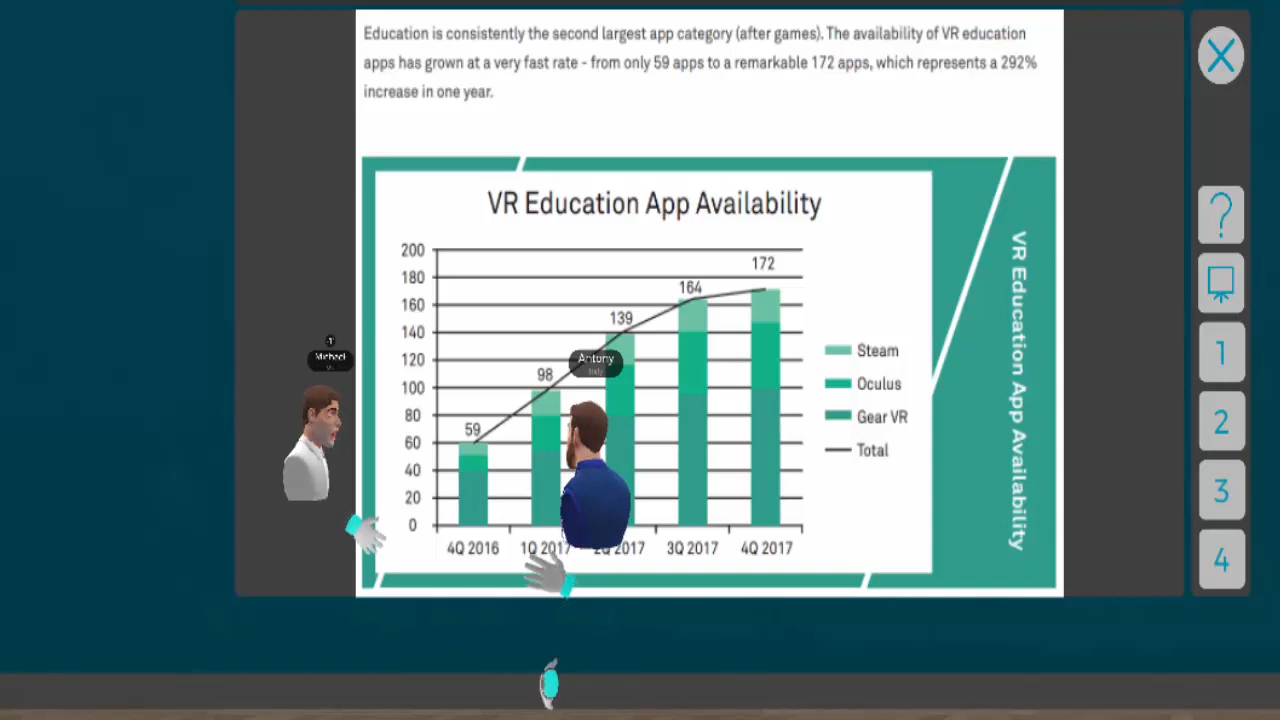 Education is consistently the second largest app category (after games). The availability of VR education
apps has grown at a very fast rate - from only 59 apps to a remarkable 172 apps, which represents a 292%
increase in one year.
VR Education App Availability
200
180
160
140
120
100
80
60
40
20
0
59
98
139
164
172
4Q 2016
1Q 2017
2Q 2017
3Q 2017
4Q 2017
Steam
Oculus
Gear VR
Total
VR Education App Availability
Michael
Antony
?
1
2
3
4